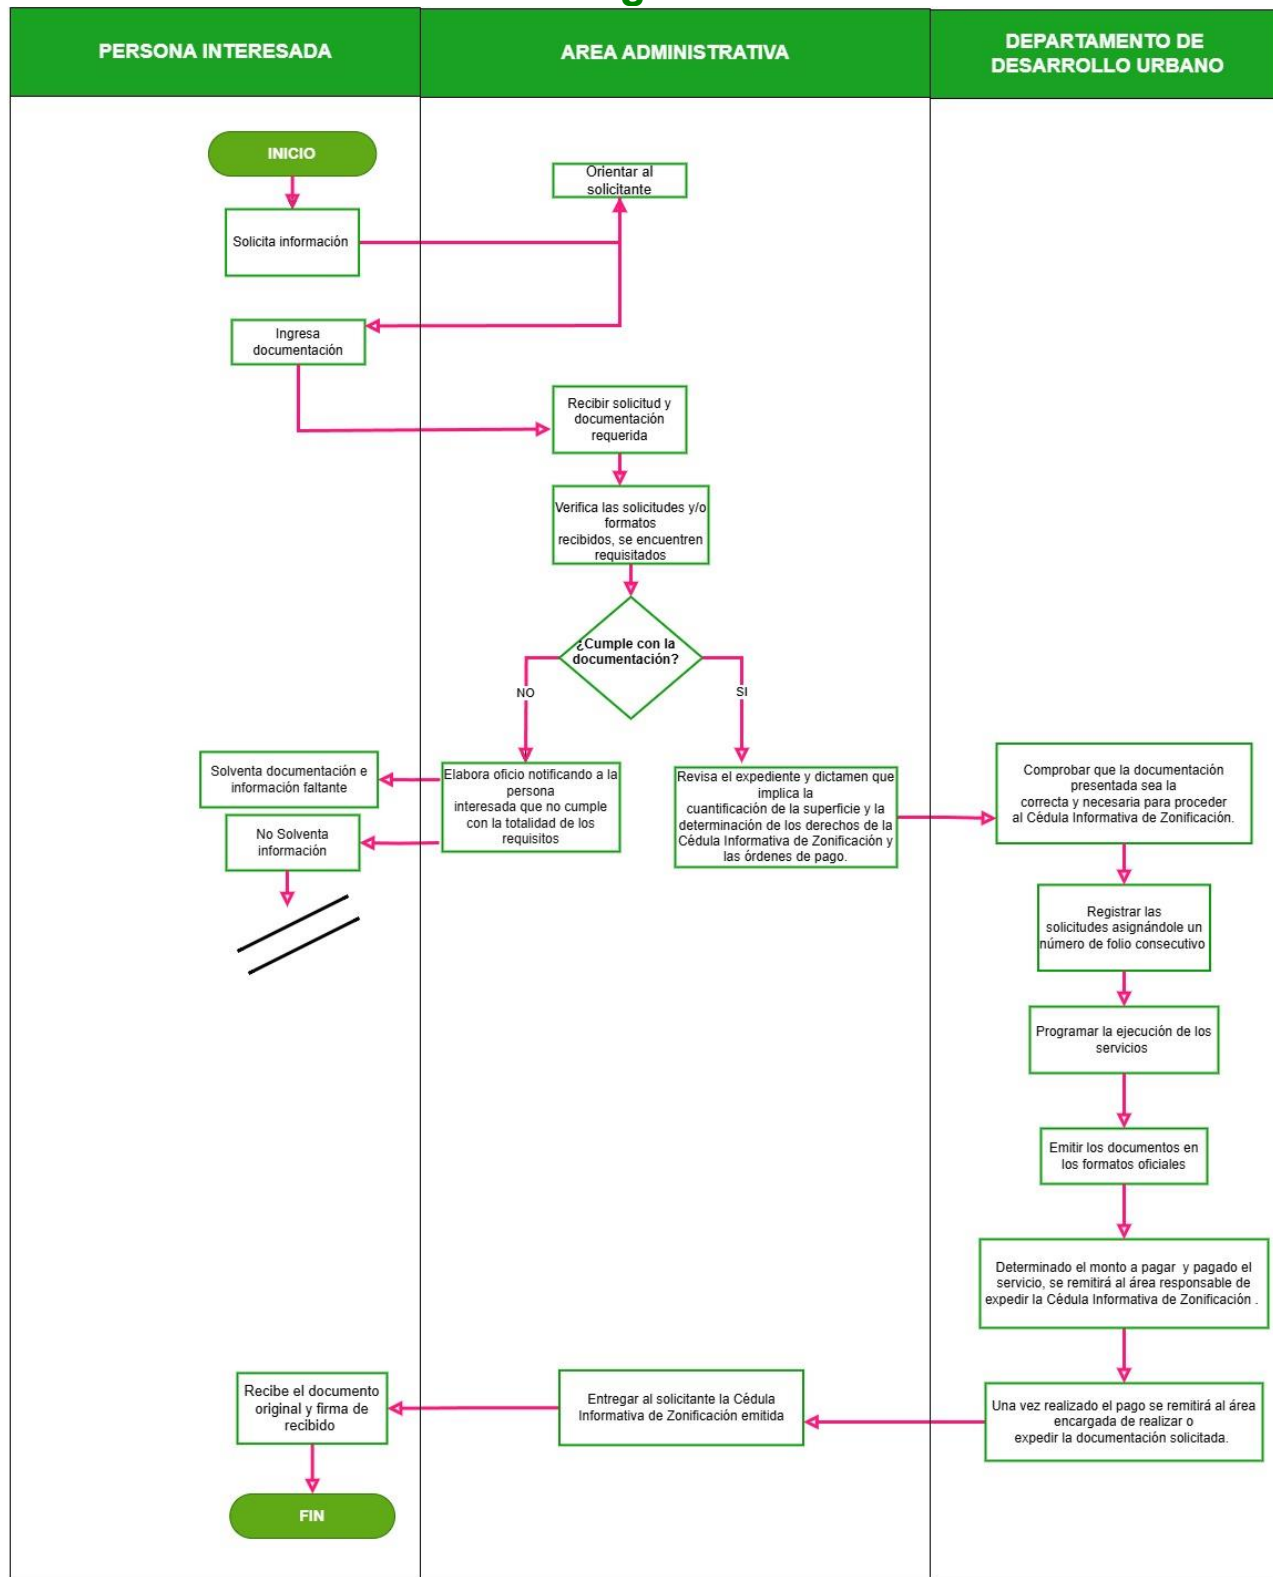 PERSONA INTERESADA
AREA ADMINISTRATIVA
DEPARTAMENTO DE
DESARROLLO URBANO
INICIO
Orientar al
solicitante
Solicita información
Ingresa
documentación
Recibir solicitud y
documentación
requerida
Verifica las solicitudes y/o
formatos
recibidos, se encuentren
requisitados
¿Cumple con la
documentación?
NO
SI
Solventa documentación e
información faltante
No Solventa
información
Elabora oficio notificando a la
persona
interesada que no cumple
con la totalidad de los
requisitos
Revisa el expediente y dictamen que
implica la
cuantificación de la superficie y la
determinación de los derechos de la
Cédula Informativa de Zonificación y
las órdenes de pago.
Comprobar que la documentación
presentada sea la
correcta y necesaria para proceder
al Cédula Informativa de Zonificación.
Registrar las
solicitudes asignándole un
número de folio consecutivo
Programar la ejecución de los
servicios
Emitir los documentos en
los formatos oficiales
Determinado el monto a pagar y pagado el
servicio, se remitirá al área responsable de
expedir la Cédula Informativa de Zonificación .
Una vez realizado el pago se remitirá al área
encargada de realizar o
expedir la documentación solicitada.
Entregar al solicitante la Cédula
Informativa de Zonificación emitida
Recibe el documento
original y firma de
recibido
FIN